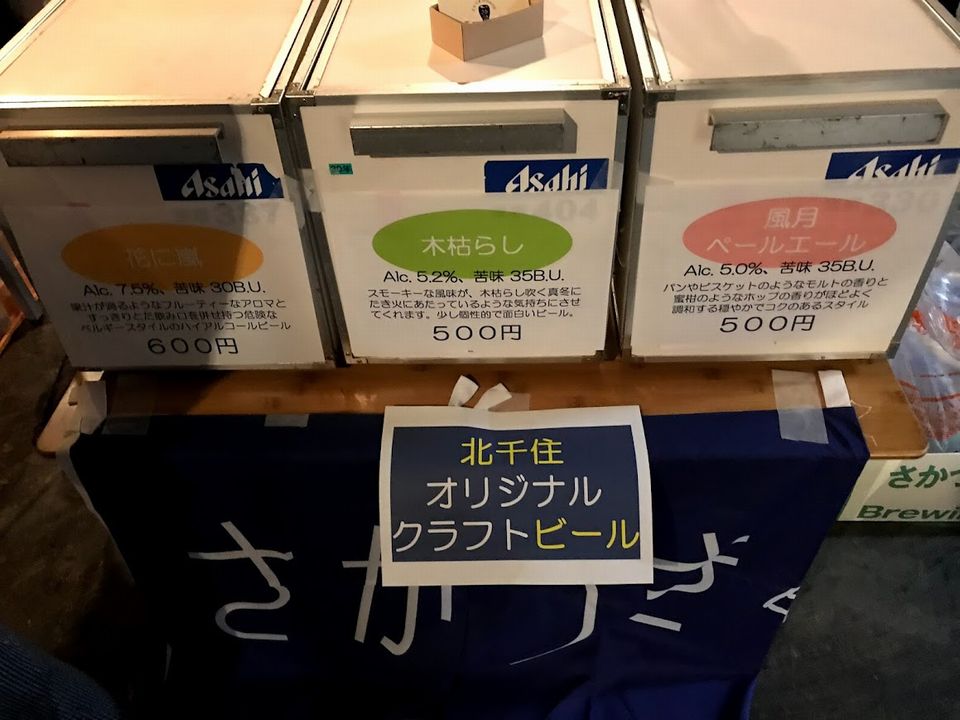 Asahi
花に嵐
Alc. 7.5%、苦味 30B.U.
果汁が滴るようなフルーティーなアロマと
すっきりとた飲み口を併せ持つ危険な
ベルギースタイルのハイアルコールビール
600円
Asahi
木枯らし
Alc. 5.2%、苦味 35B.U.
スモーキーな風味が、木枯らし吹く真冬に
たき火にあたっているような気持ちにさせ
てくれます。少し個性的で面白いビール。
500円
Asahi
風月
ペールエール
Alc. 5.0%、苦味 35B.U.
パンやビスケットのようなモルトの香りと
蜜柑のようなホップの香りがほどよく
調和する穏やかでコクのあるスタイル
500円
北千住
オリジナル
クラフトビール
さかづき
さかづ
Brewi